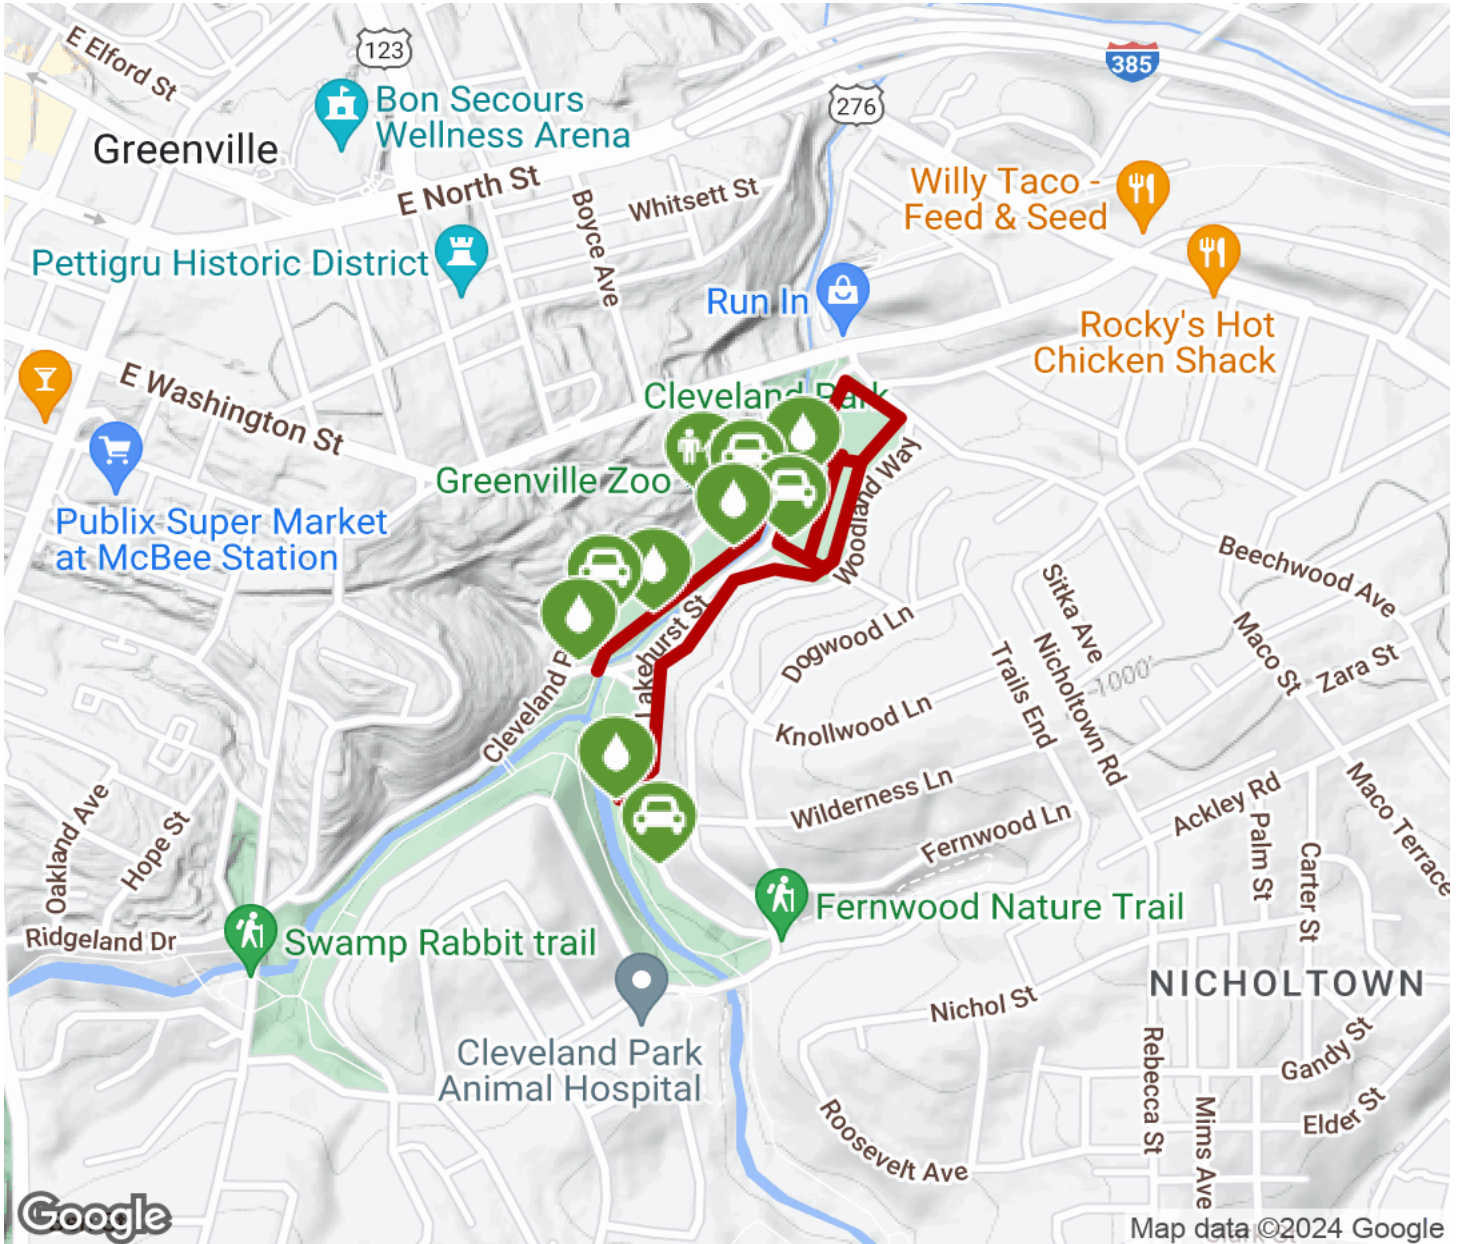 E Elford St
123
385
Bon Secours
Wellness Arena
276
Greenville
E North St
Whitsett St
Boyce Ave
Willy Taco -
Feed & Seed
Pettigru Historic District
Run In
Rocky's Hot
Chicken Shack
E Washington St
Cleveland Park
Greenville Zoo
Woodland Way
Publix Super Market
at McBee Station
Beechwood Ave
Sitka Ave
Lakehurst St
Dogwood Ln
Maco St
Zara St
Nicholtown Rd
Trails End
1000'
Cleveland P
Knollwood Ln
Wilderness Ln
Ackley Rd
Maco Terrace
Oakland Ave
Hope St
Fernwood Ln
Palm St
Carter St
Fernwood Nature Trail
Ridgeland Dr
Swamp Rabbit trail
NICHOLTOWN
Nichol St
Cleveland Park
Animal Hospital
Rebecca St
Gandy St
Mims Ave
Elder St
Roosevelt Ave
Google
Map data ©2024 Google